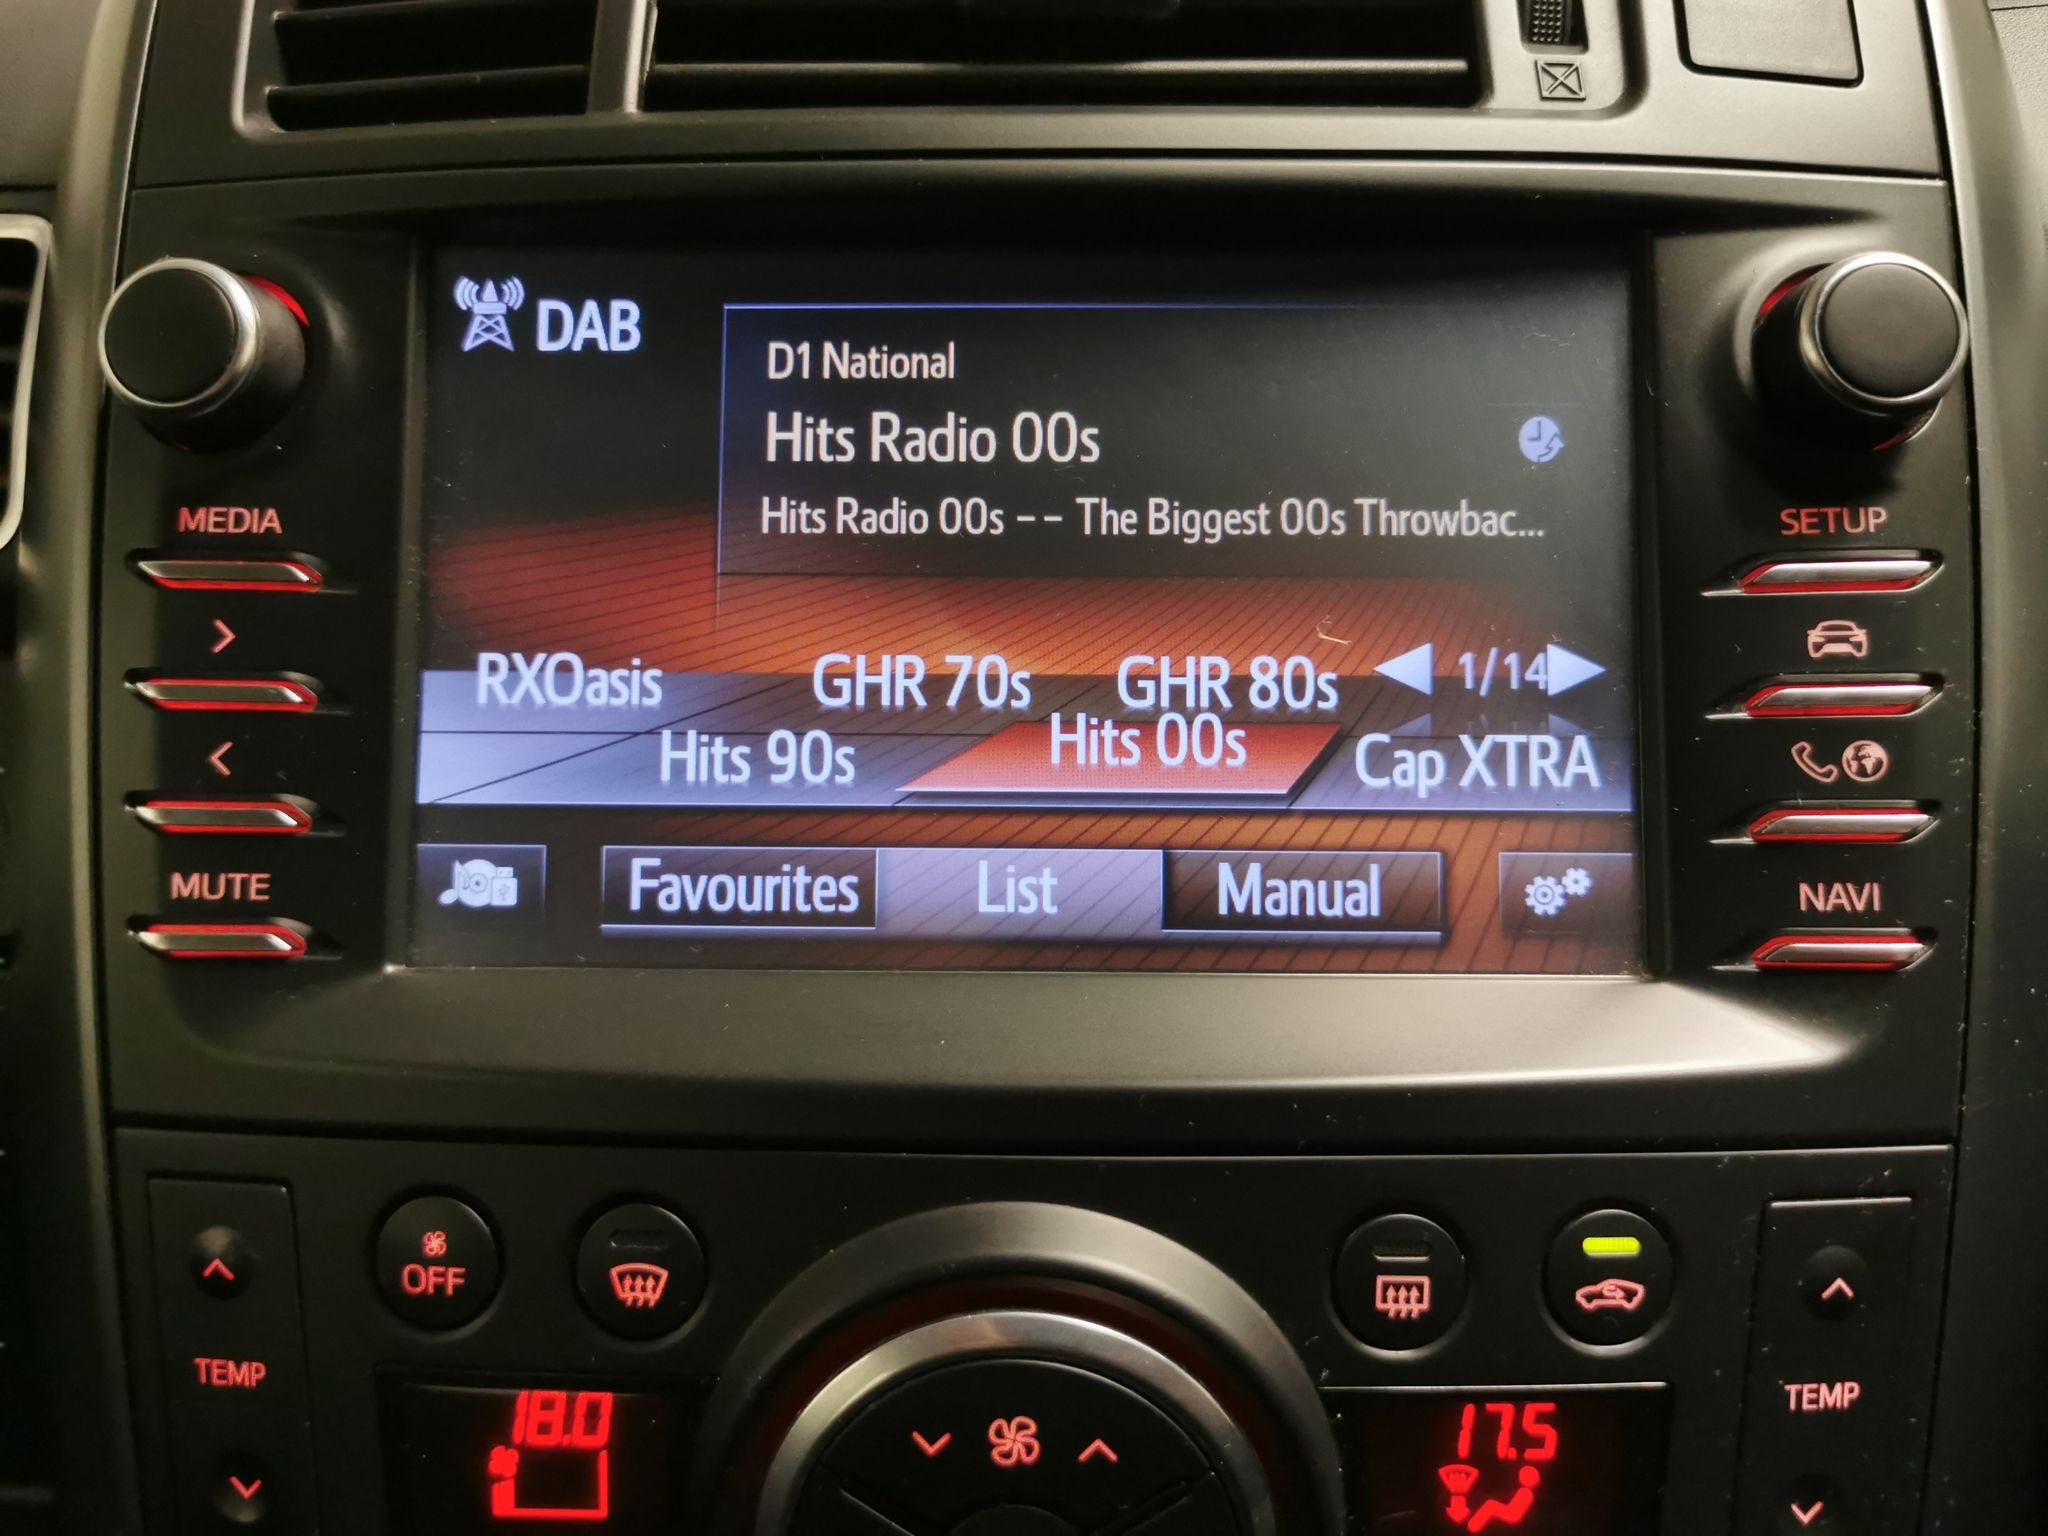 DAB
D1 National
Hits Radio 00s
Hits Radio 00s -- The Biggest 00s Throwbac...
MEDIA
SETUP
RXOasis GHR 70s GHR 80s 1/14
Hits 90s Hits 00s Cap XTRA
MUTE
Favourites List Manual
NAVI
OFF
TEMP
TEMP
18.0
17.5